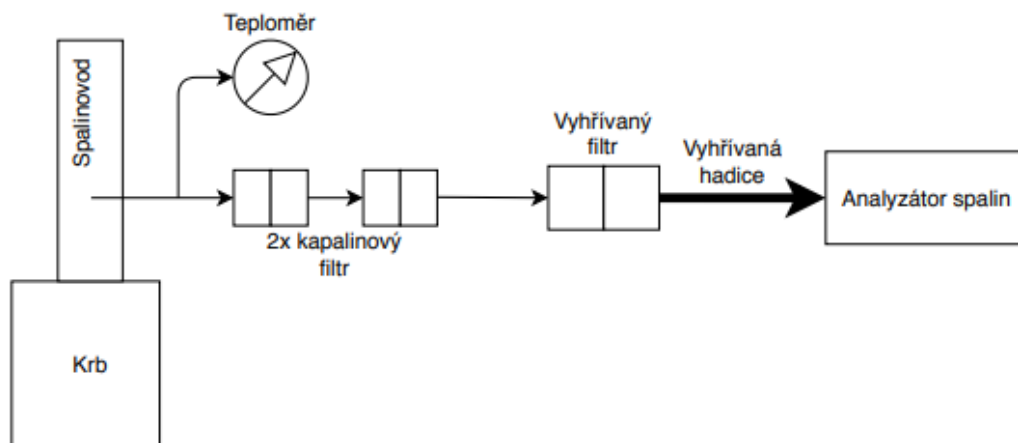 Teploměr
Spalinovod
Vyhřívaný
filtr
Vyhřívaná
hadice
Analyzátor spalin
2x kapalinový
filtr
Krb